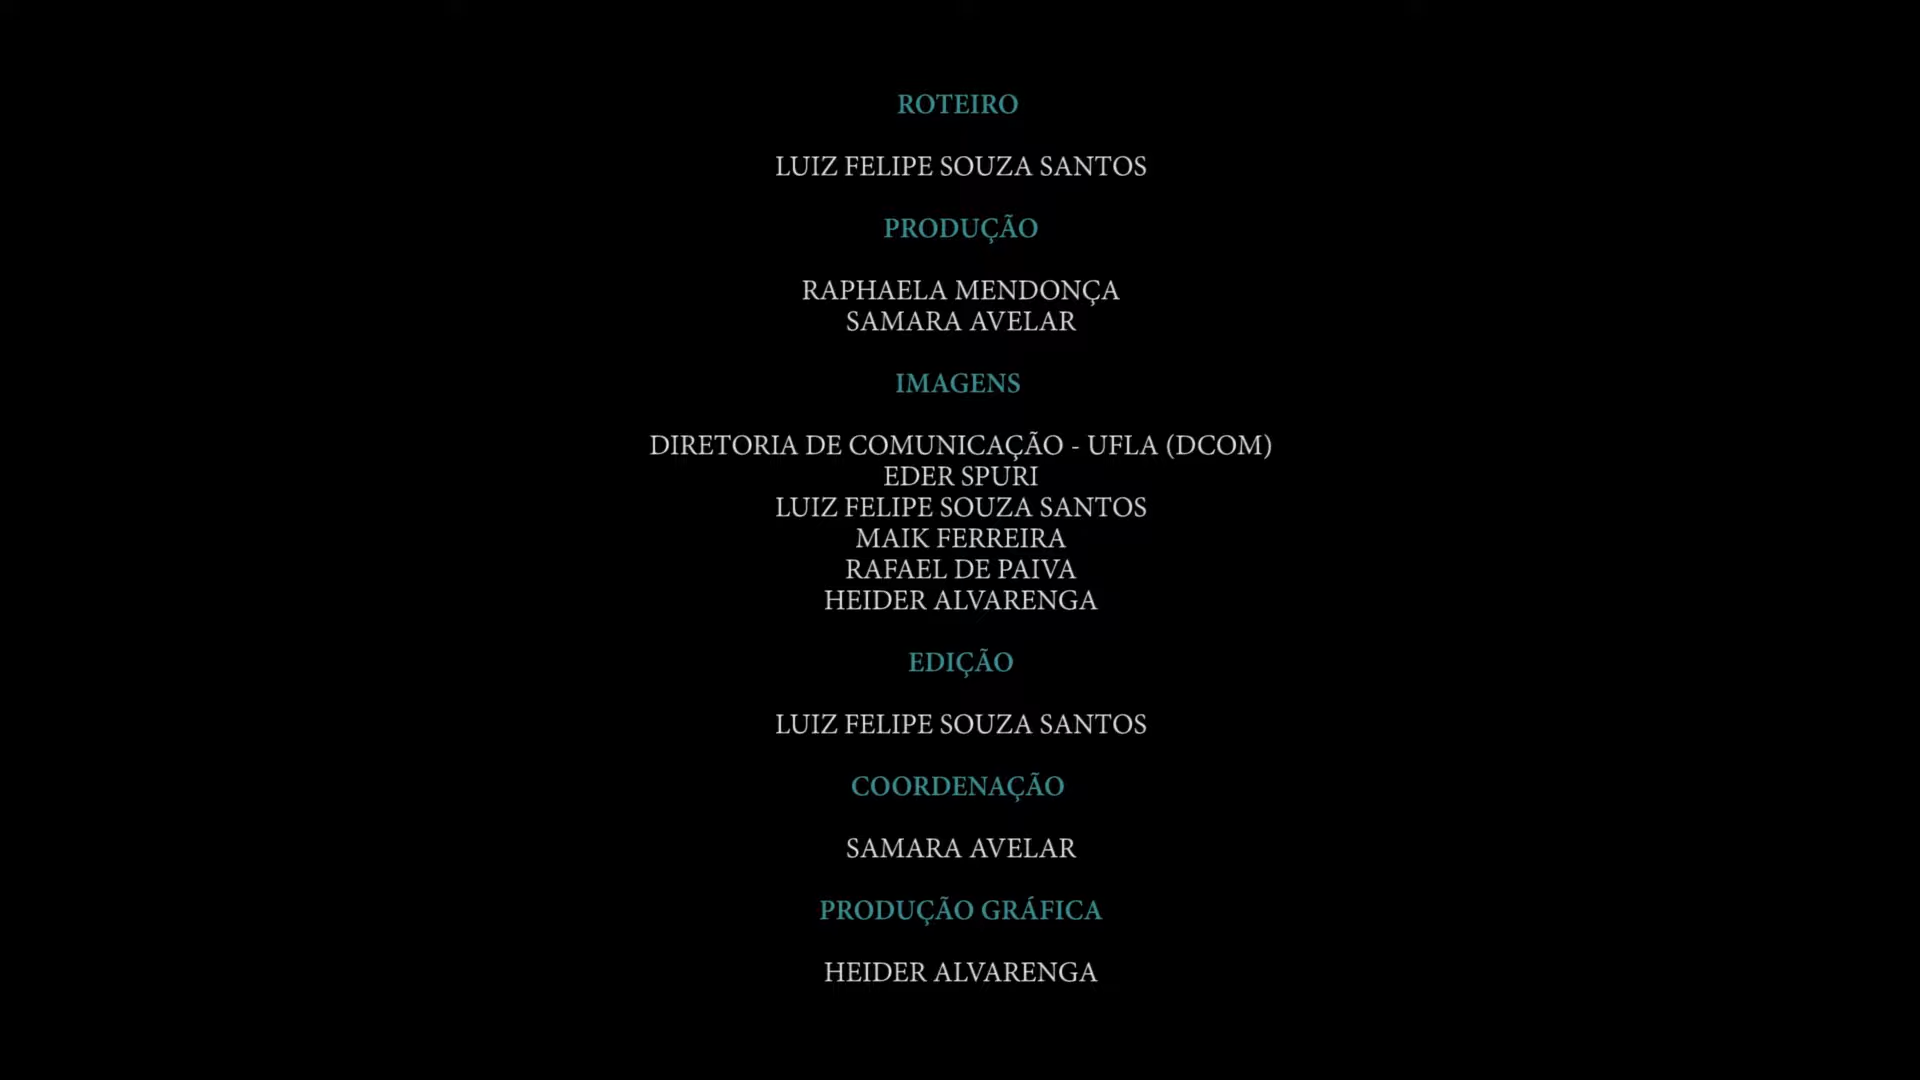 ROTEIRO
LUIZ FELIPE SOUZA SANTOS
PRODUÇÃO
RAPHAELA MENDONÇA
SAMARA AVELAR
IMAGENS
DIRETORIA DE COMUNICAÇÃO - UFLA (DCOM)
EDER SPURI
LUIZ FELIPE SOUZA SANTOS
MAIK FERREIRA
RAFAEL DE PAIVA
HEIDER ALVARENGA
EDIÇÃO
LUIZ FELIPE SOUZA SANTOS
COORDENAÇÃO
SAMARA AVELAR
PRODUÇÃO GRÁFICA
HEIDER ALVARENGA